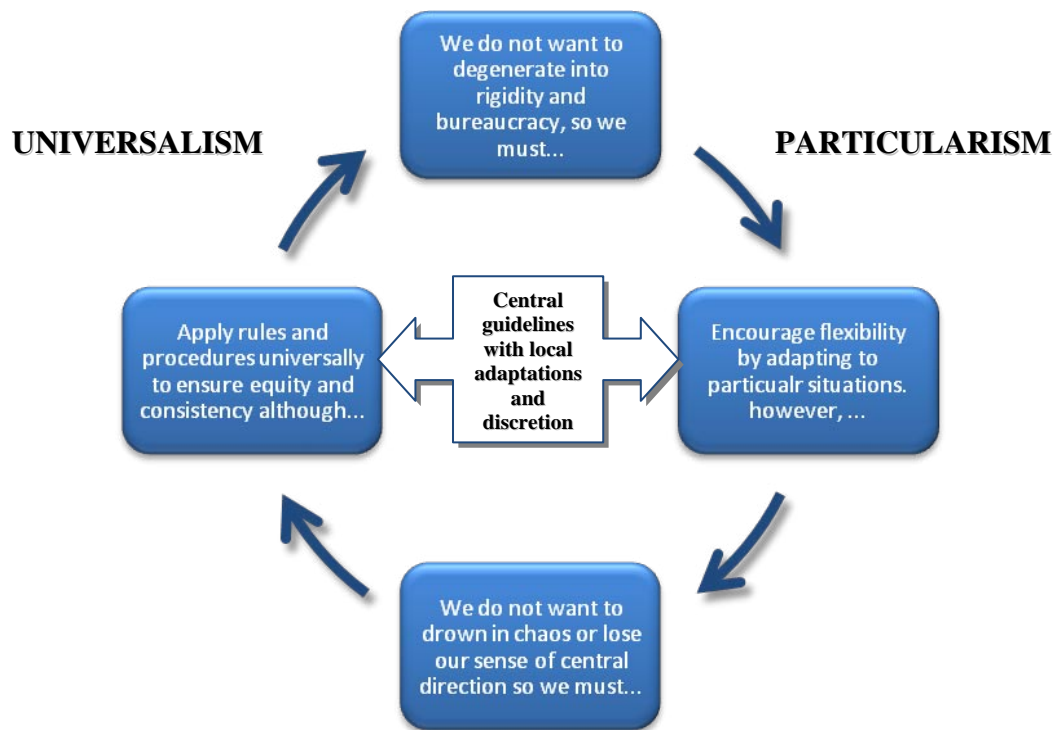 We do not want to
degenerate into
rigidity and
bureaucracy, so we
must...
UNIVERSALISM
PARTICULARISM
Apply rules and
procedures universally
to ensure equity and
consistency although...
Central
guidelines
with local
adaptations
and
discretion
Encourage flexibility
by adapting to
particualr situations.
however, ...
We do not want to
drown in chaos or lose
our sense of central
direction so we must...